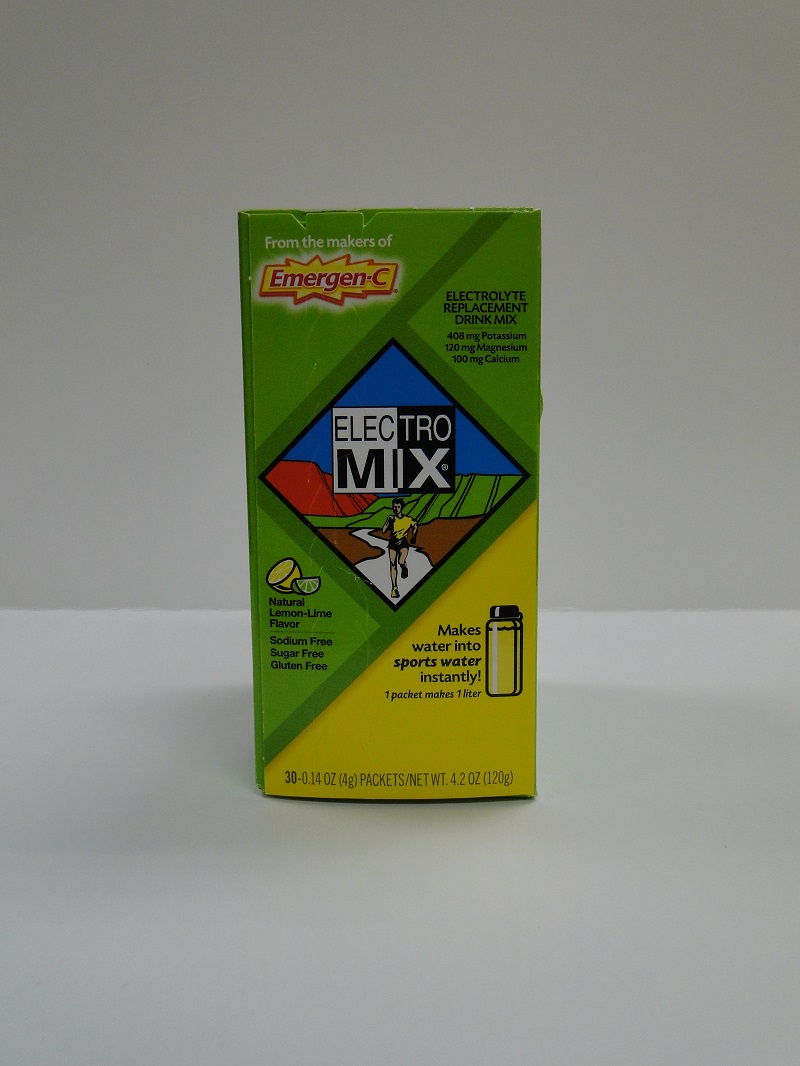 From the makers of
Emergen-C®
ELECTROLYTE
REPLACEMENT
DRINK MIX
408 mg Potassium
120 mg Magnesium
100 mg Calcium
ELECTRO
MIX®
Natural
Lemon-Lime
Flavor
Sodium Free
Sugar Free
Gluten Free
Makes
water into
sports water
instantly!
1 packet makes 1 liter
30-0.14 OZ (4g) PACKETS/NET WT. 4.2 OZ (120g)